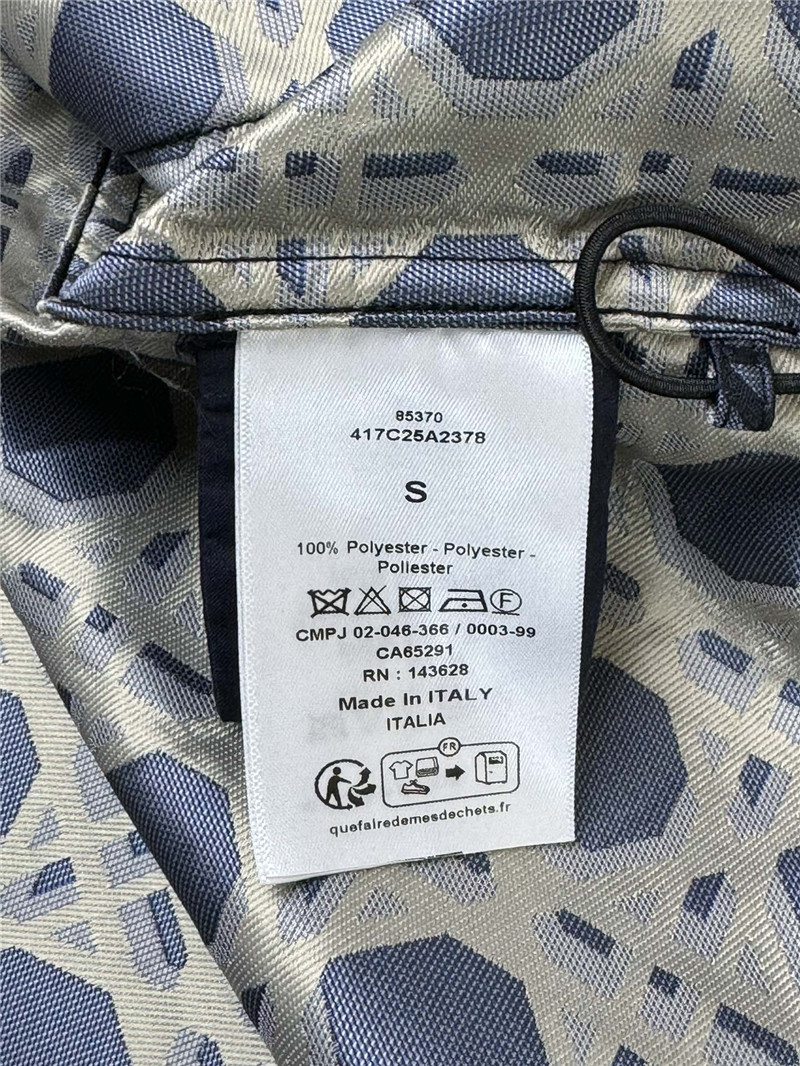 85370
417C25A2378
S
100% Polyester - Polyester -
Poliester
F
CMPJ 02-046-366 / 0003-99
CA65291
RN : 143628
Made In ITALY
ITALIA
FR
quefairedemesdechets.fr